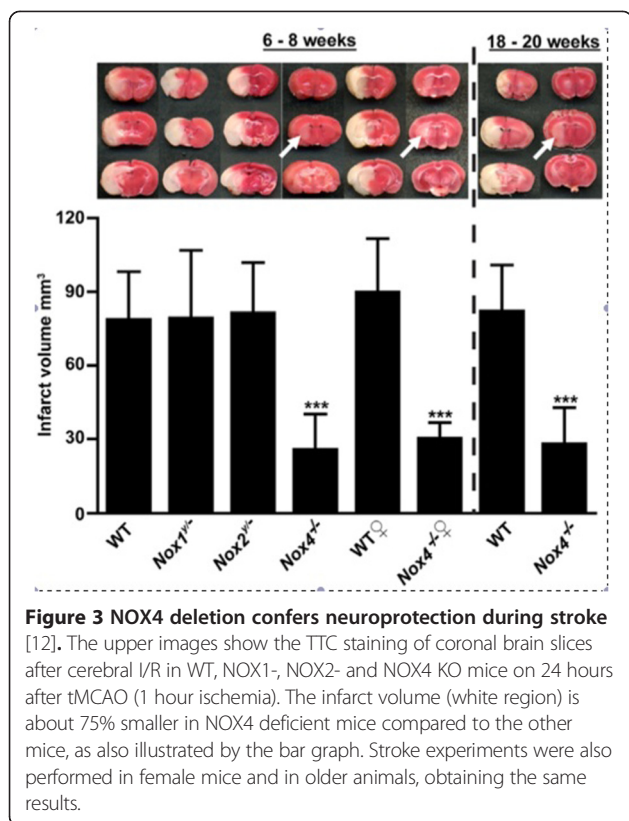 6 - 8 weeks
18 - 20 weeks
Infarct volume mm³
120
90
60
30
0
***
***
***
WT
Nox1ʸ/⁻
Nox2ʸ/⁻
Nox4⁻/⁻
WT♀
Nox4⁻/⁻♀
WT
Nox4⁻/⁻
Figure 3 NOX4 deletion confers neuroprotection during stroke
[12]. The upper images show the TTC staining of coronal brain slices
after cerebral I/R in WT, NOX1-, NOX2- and NOX4 KO mice on 24 hours
after tMCAO (1 hour ischemia). The infarct volume (white region) is
about 75% smaller in NOX4 deficient mice compared to the other
mice, as also illustrated by the bar graph. Stroke experiments were also
performed in female mice and in older animals, obtaining the same
results.